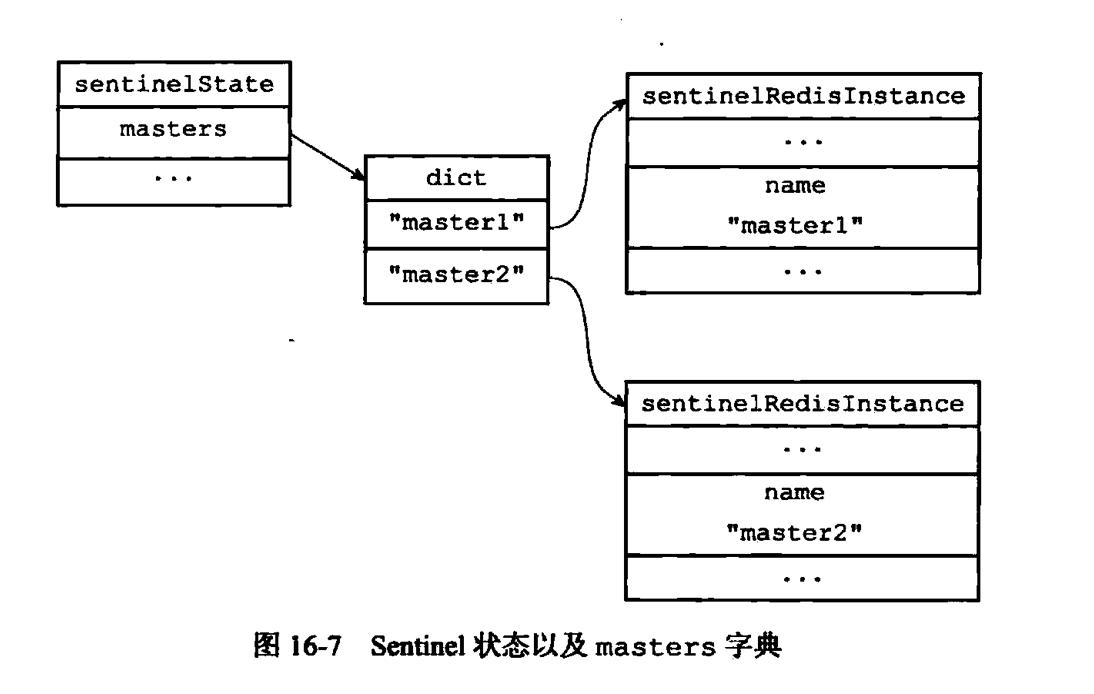 sentinelState
masters
...
dict
"master1"
"master2"
sentinelRedisInstance
...
name
"master1"
...
sentinelRedisInstance
...
name
"master2"
...
图 16-7 Sentinel 状态以及 masters 字典